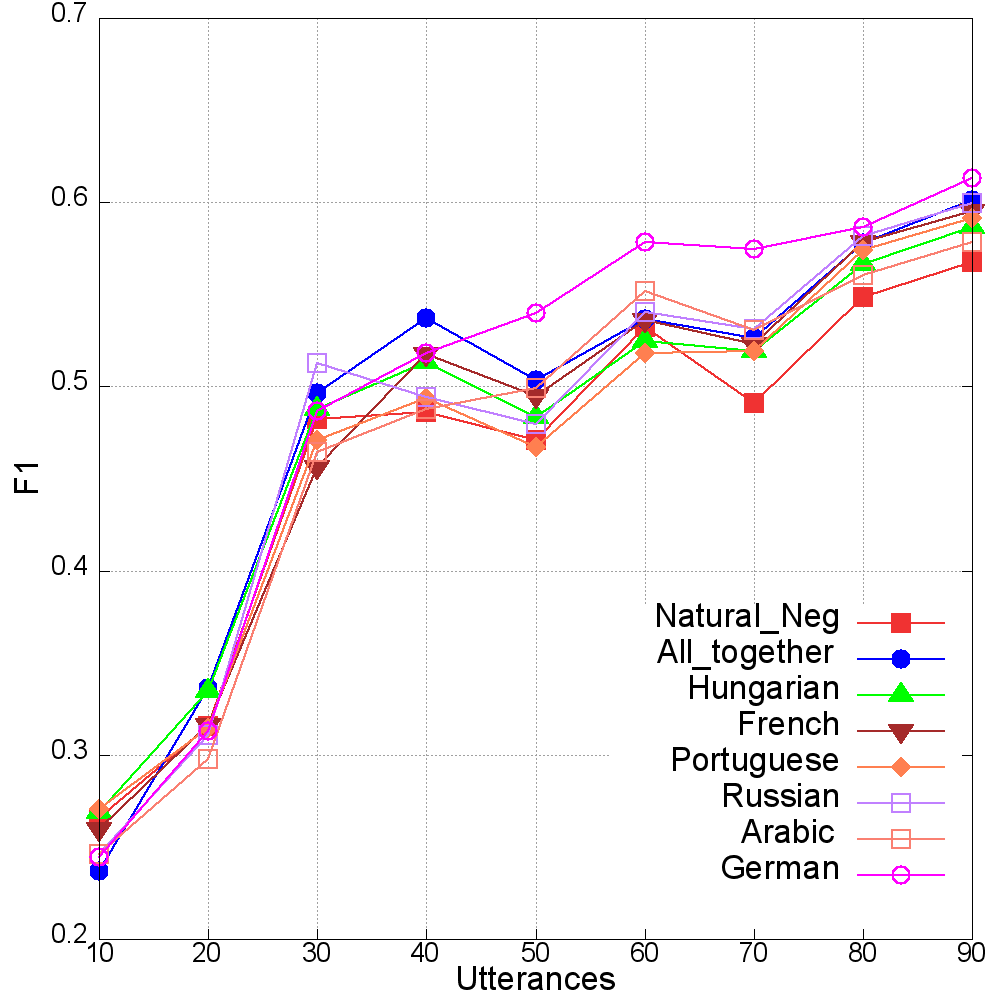 0.7
0.6
0.5
0.4
0.3
0.2
F1
Natural_Neg
All_together
Hungarian
French
Portuguese
Russian
Arabic
German
10 20 30 40 50 60 70 80 90
Utterances